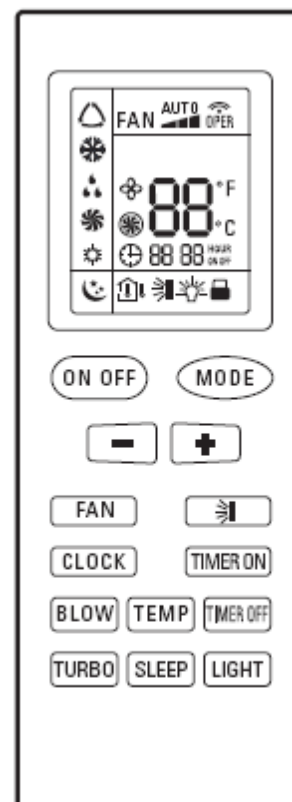 FAN AUTO OPER
88 °F
°C
88 88 HOUR
ON OFF
ON OFF MODE
- +
FAN
CLOCK TIMER ON
BLOW TEMP TIMER OFF
TURBO SLEEP LIGHT